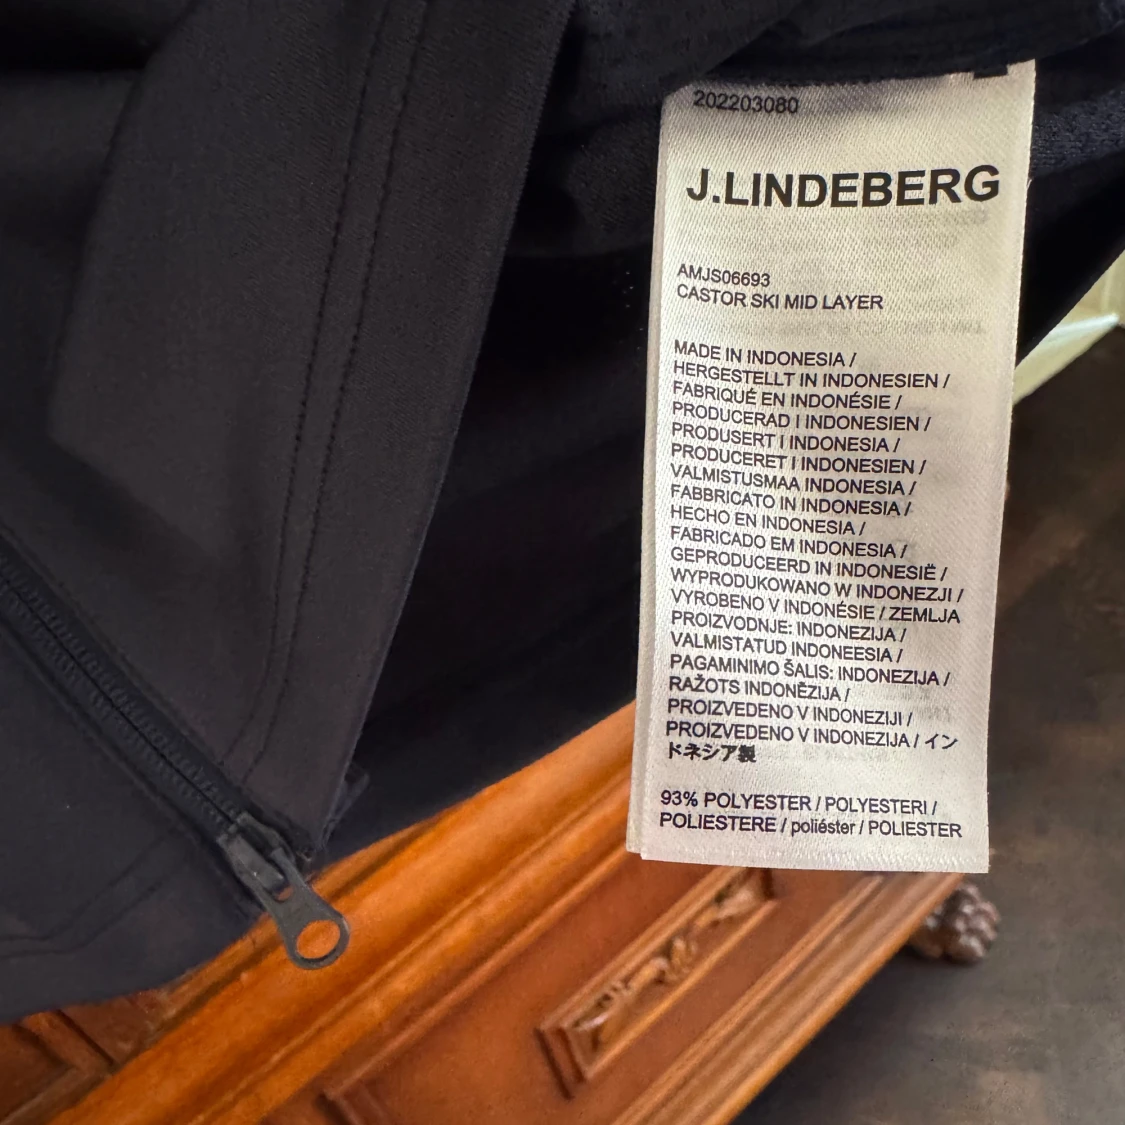 202203080
J.LINDEBERG
AMJS06693
CASTOR SKI MID LAYER
MADE IN INDONESIA /
HERGESTELLT IN INDONESIEN /
FABRIQUÉ EN INDONÉSIE /
PRODUCERAD I INDONESIEN /
PRODUSERT I INDONESIA /
PRODUCERET I INDONESIEN /
VALMISTUSMAA INDONESIA /
FABBRICATO IN INDONESIA /
HECHO EN INDONESIA /
FABRICADO EM INDONESIA /
GEPRODUCEERD IN INDONESIË /
WYPRODUKOWANO W INDONEZJI /
VYROBENO V INDONÉSIE / ZEMLJA
PROIZVODNJE: INDONEZIJA /
VALMISTATUD INDONEESIA /
PAGAMINIMO ŠALIS: INDONEZIJA /
RAŽOTS INDONĒZIJA /
PROIZVEDENO V INDONEZIJI /
PROIZVEDENO V INDONEZIJA / イン
ドネシア製
93% POLYESTER / POLYESTERI /
POLIESTERE / poliéster / POLIESTER